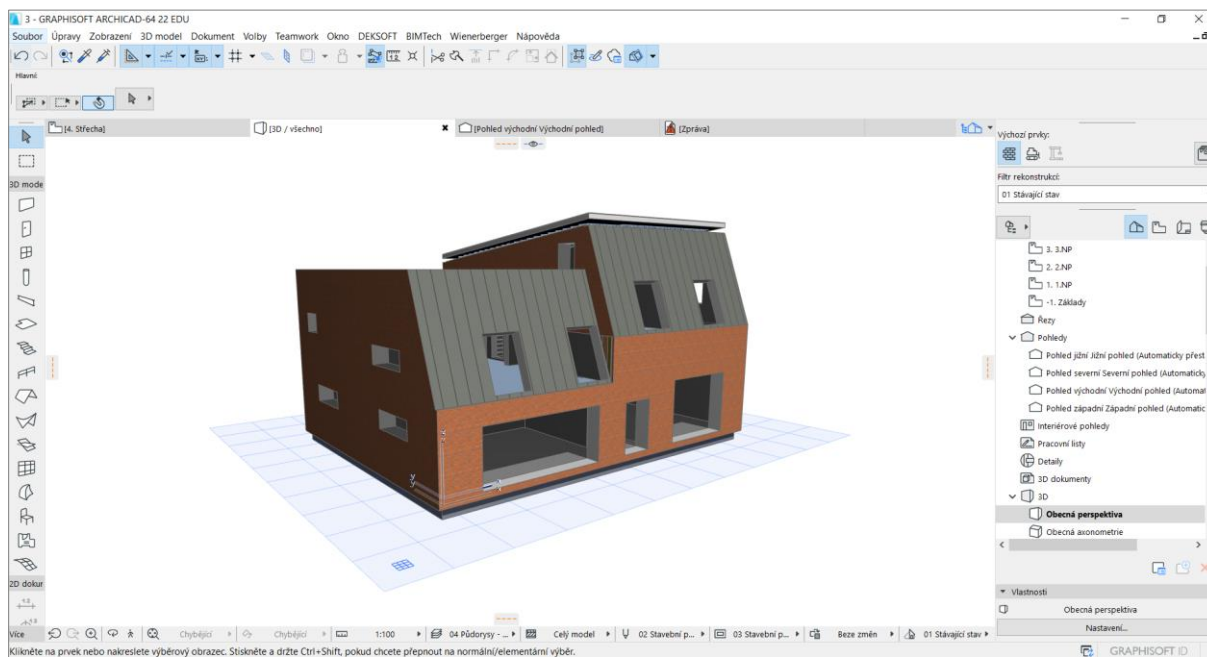 3 - GRAPHISOFT ARCHICAD-64 22 EDU
Soubor Úpravy Zobrazení 3D model Dokument Volby Teamwork Okno DEKSOFT BIMTech Wienerberger Nápověda
Hlavní
[4. Střecha] [3D / všechno] [Pohled východní Východní pohled] [Zpráva]
3D mode
2D dokur
Více
Výchozí prvky:
Filtr rekonstrukcí:
01 Stávající stav
3. 3.NP
2. 2.NP
1. 1.NP
-1. Základy
Řezy
Pohledy
Pohled jižní Jižní pohled (Automaticky přest
Pohled severní Severní pohled (Automaticky
Pohled východní Východní pohled (Automat
Pohled západní Západní pohled (Automatic
Interiérové pohledy
Pracovní listy
Detaily
3D dokumenty
3D
Obecná perspektiva
Obecná axonometrie
Vlastnosti
Obecná perspektiva
Nastavení...
Chybějící Chybějící 1:100 04 Půdorysy - ... Celý model 02 Stavební p... 03 Stavební p... Beze změn 01 Stávající stav
Klikněte na prvek nebo nakreslete výběrový obrazec. Stiskněte a držte Ctrl+Shift, pokud chcete přepnout na normální/elementární výběr.
GRAPHISOFT ID